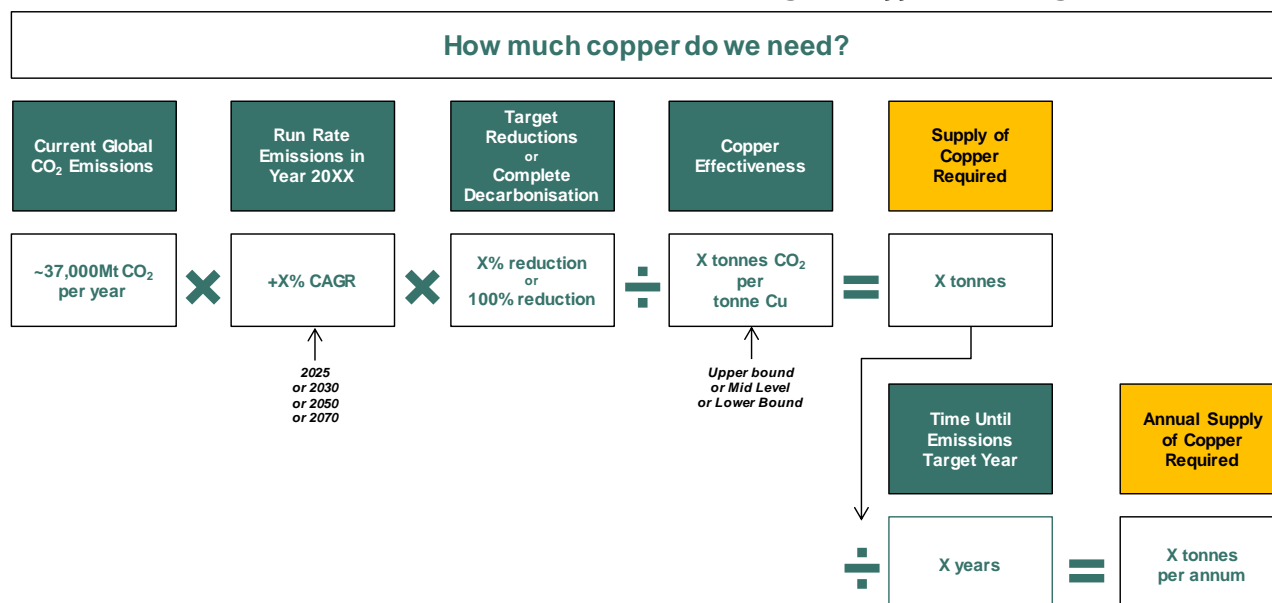 How much copper do we need?
Current Global
CO₂ Emissions
Run Rate
Emissions in
Year 20XX
Target
Reductions
or
Complete
Decarbonisation
Copper
Effectiveness
Supply of
Copper
Required
~37,000Mt CO₂
per year
×
+X% CAGR
×
X% reduction
or
100% reduction
÷
X tonnes CO₂
per
tonne Cu
=
X tonnes
2025
or 2030
or 2050
or 2070
Upper bound
or Mid Level
or Lower Bound
Time Until
Emissions
Target Year
Annual Supply
of Copper
Required
÷
X years
=
X tonnes
per annum